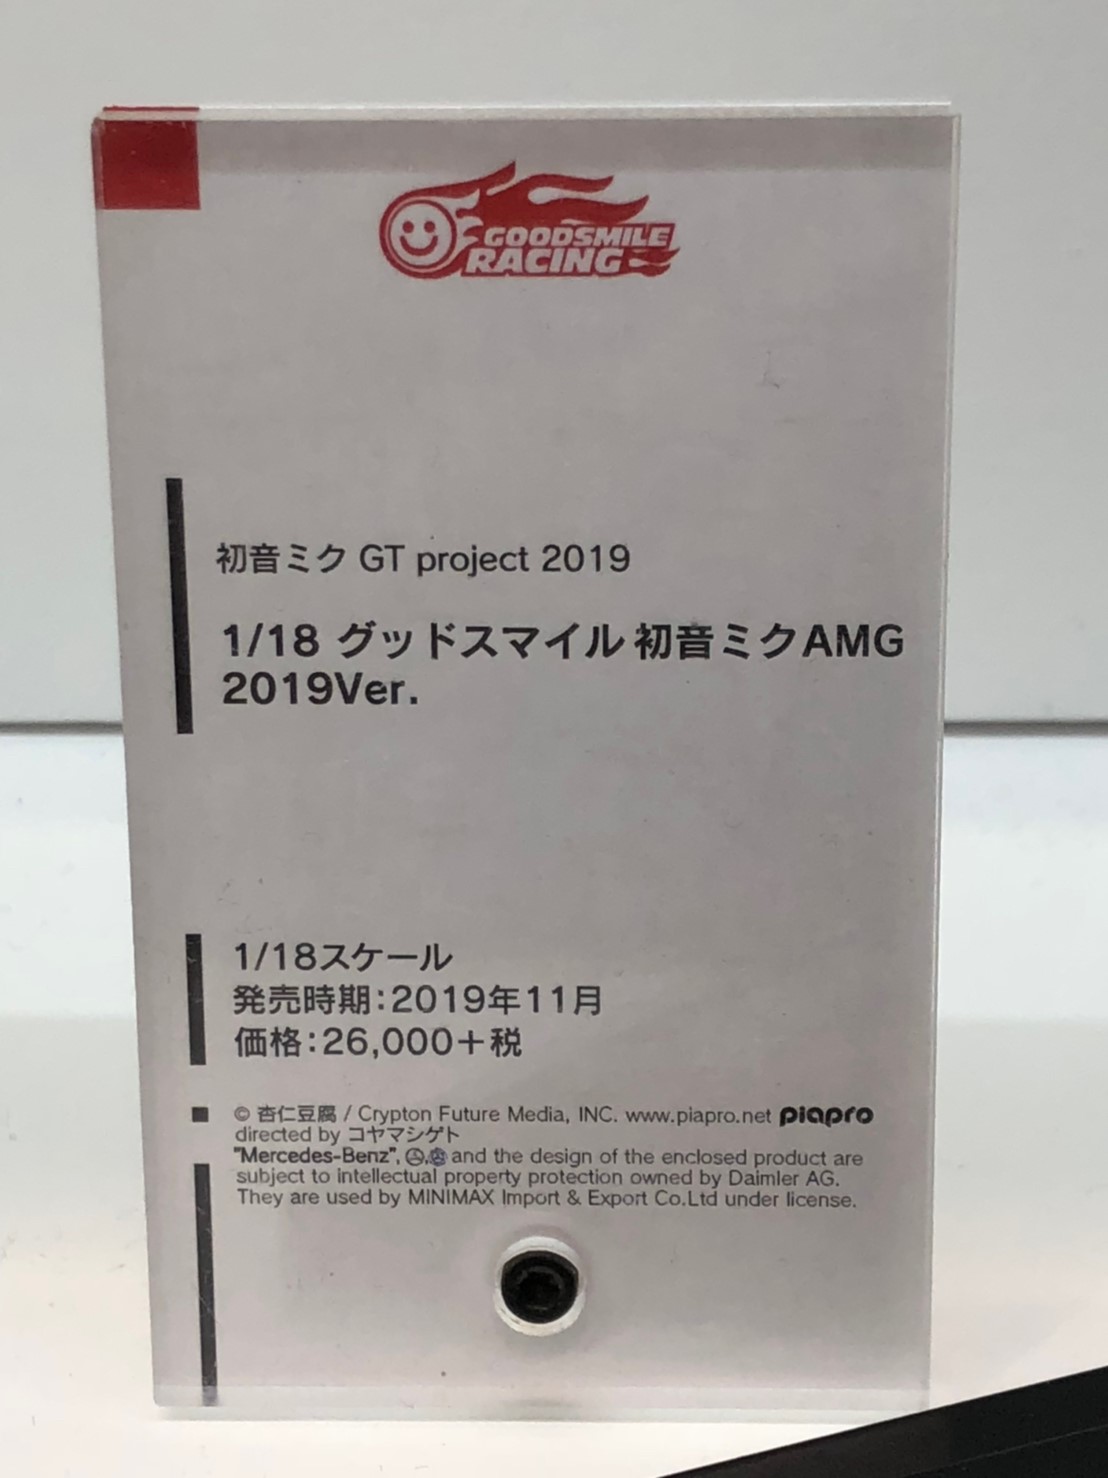 GOODSMILE
RACING
初音ミク GT project 2019
1/18 グッドスマイル 初音ミクAMG
2019Ver.
1/18スケール
発売時期:2019年11月
価格:26,000+税
© 杏仁豆腐 / Crypton Future Media, INC. www.piapro.net piapro
directed by コヤマシゲト
"Mercedes-Benz", and the design of the enclosed product are
subject to intellectual property protection owned by Daimler AG.
They are used by MINIMAX Import & Export Co.Ltd under license.